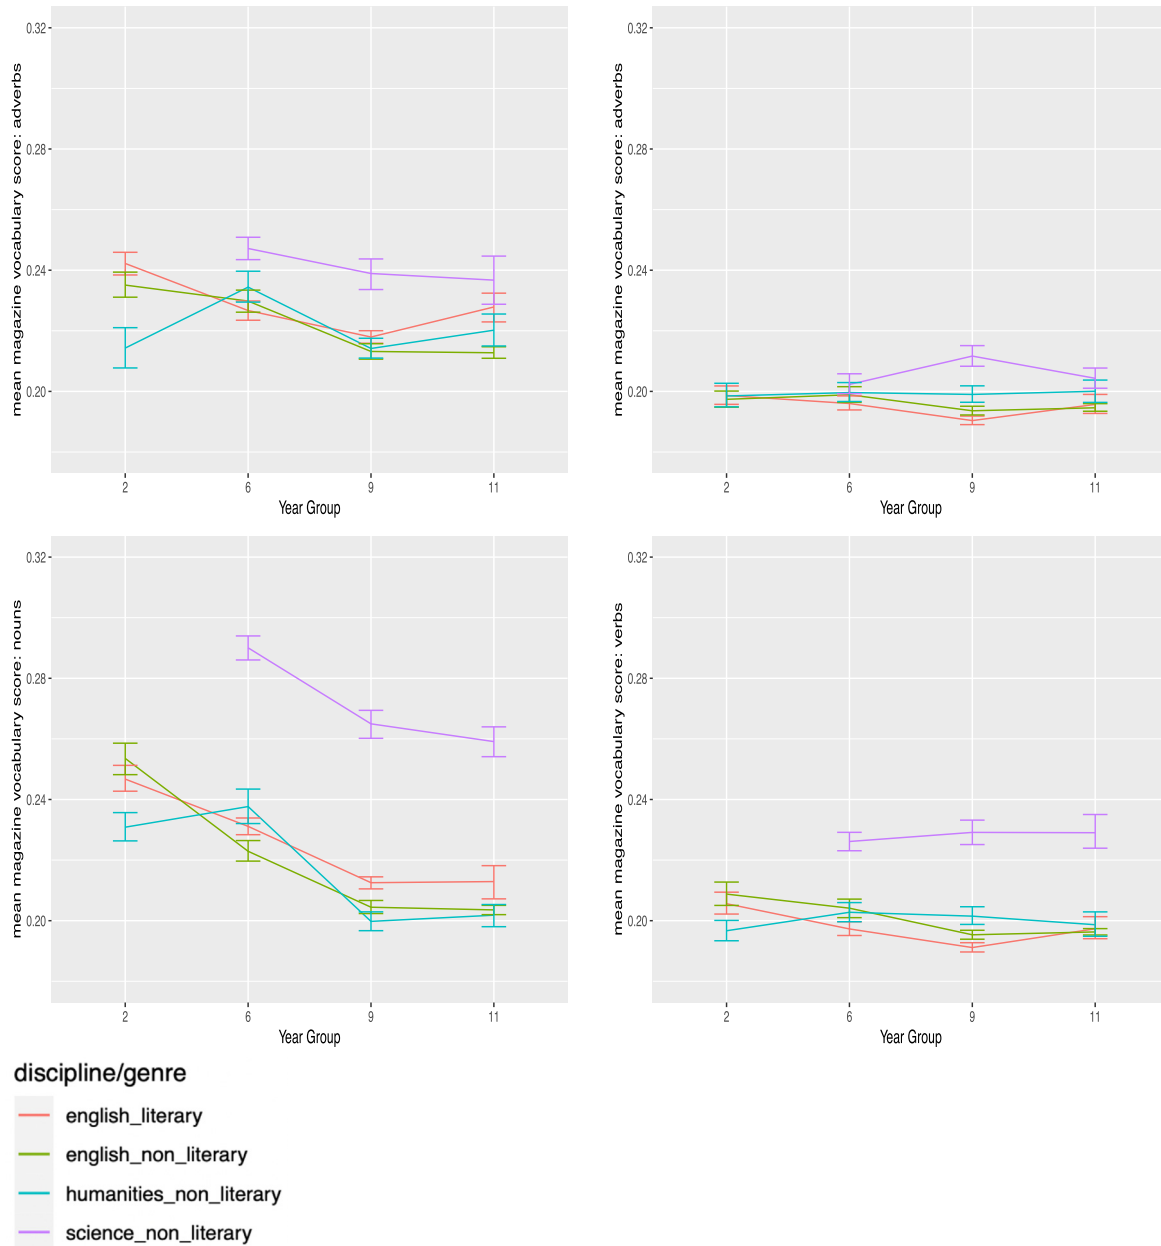 mean magazine vocabulary score: adverbs
0.32
0.28
0.24
0.20
2 6 9 11
Year Group
mean magazine vocabulary score: adverbs
0.32
0.28
0.24
0.20
2 6 9 11
Year Group
mean magazine vocabulary score: nouns
0.32
0.28
0.24
0.20
2 6 9 11
Year Group
mean magazine vocabulary score: verbs
0.32
0.28
0.24
0.20
2 6 9 11
Year Group
discipline/genre
english_literary
english_non_literary
humanities_non_literary
science_non_literary